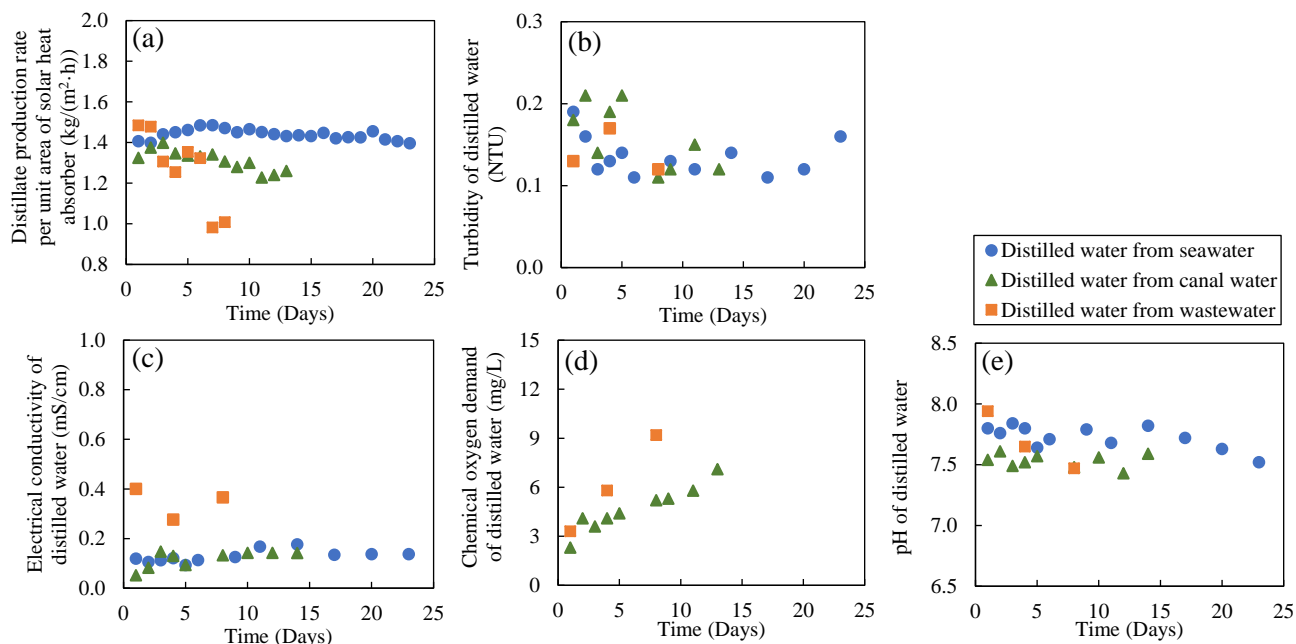 (a)
Distillate production rate
per unit area of solar heat
absorber (kg/(m²·h))
2.0
1.8
1.6
1.4
1.2
1.0
0.8
0 5 10 15 20 25
Time (Days)
(b)
Turbidity of distilled water
(NTU)
0.3
0.2
0.1
0.0
0 5 10 15 20 25
Time (Days)
Distilled water from seawater
Distilled water from canal water
Distilled water from wastewater
(c)
Electrical conductivity of
distilled water (mS/cm)
1.0
0.8
0.6
0.4
0.2
0.0
0 5 10 15 20 25
Time (Days)
(d)
Chemical oxygen demand
of distilled water (mg/L)
15
12
9
6
3
0
0 5 10 15 20 25
Time (Days)
(e)
pH of distilled water
8.5
8.0
7.5
7.0
6.5
0 5 10 15 20 25
Time (Days)